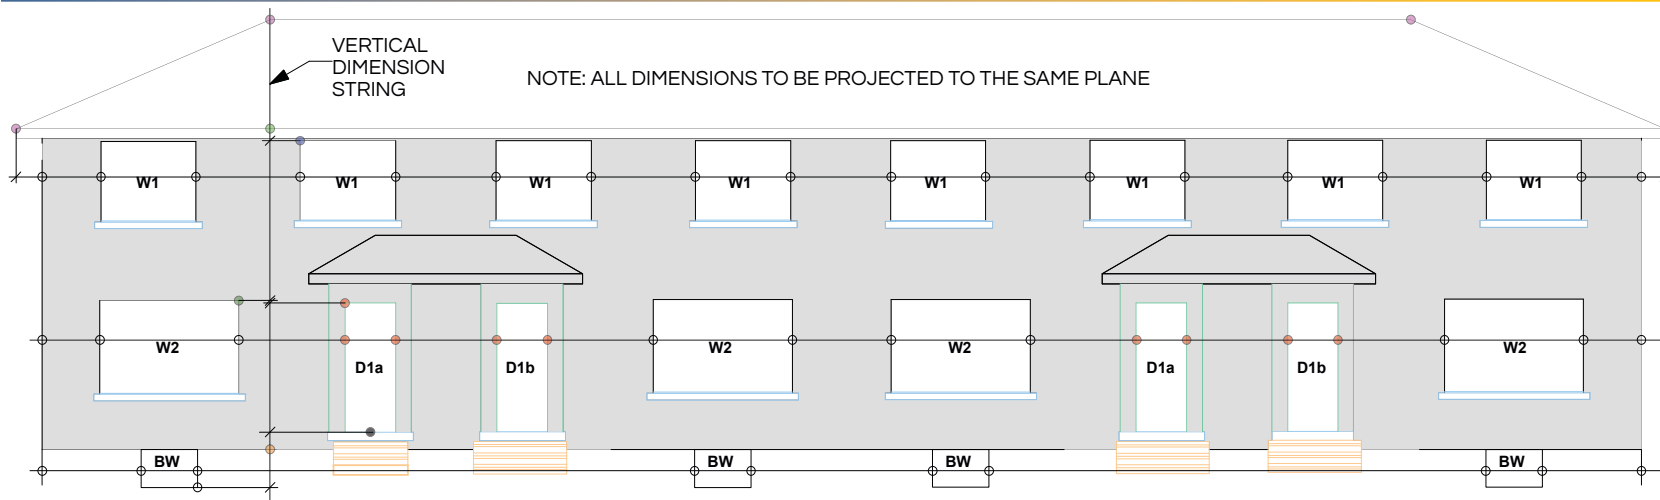 VERTICAL
DIMENSION
STRING
NOTE: ALL DIMENSIONS TO BE PROJECTED TO THE SAME PLANE
W1 W1 W1 W1 W1 W1 W1 W1
W2 W2 W2 W2
D1a D1b D1a D1b
BW BW BW BW